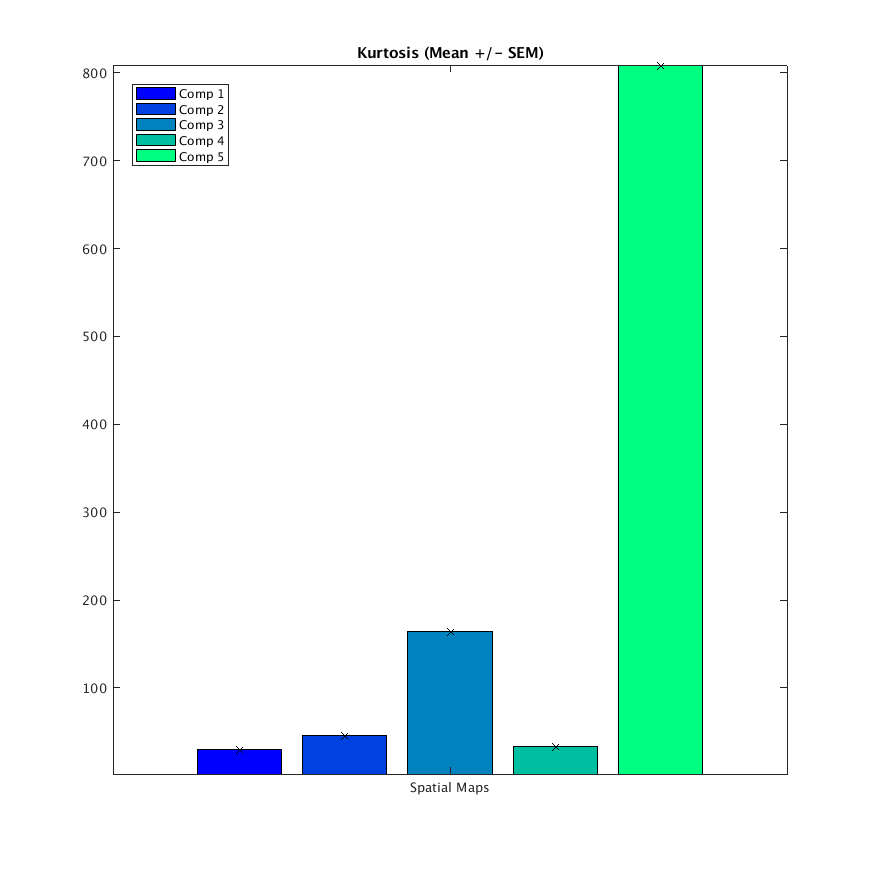 Kurtosis (Mean +/- SEM)
800
700
600
500
400
300
200
100
Comp 1
Comp 2
Comp 3
Comp 4
Comp 5
Spatial Maps